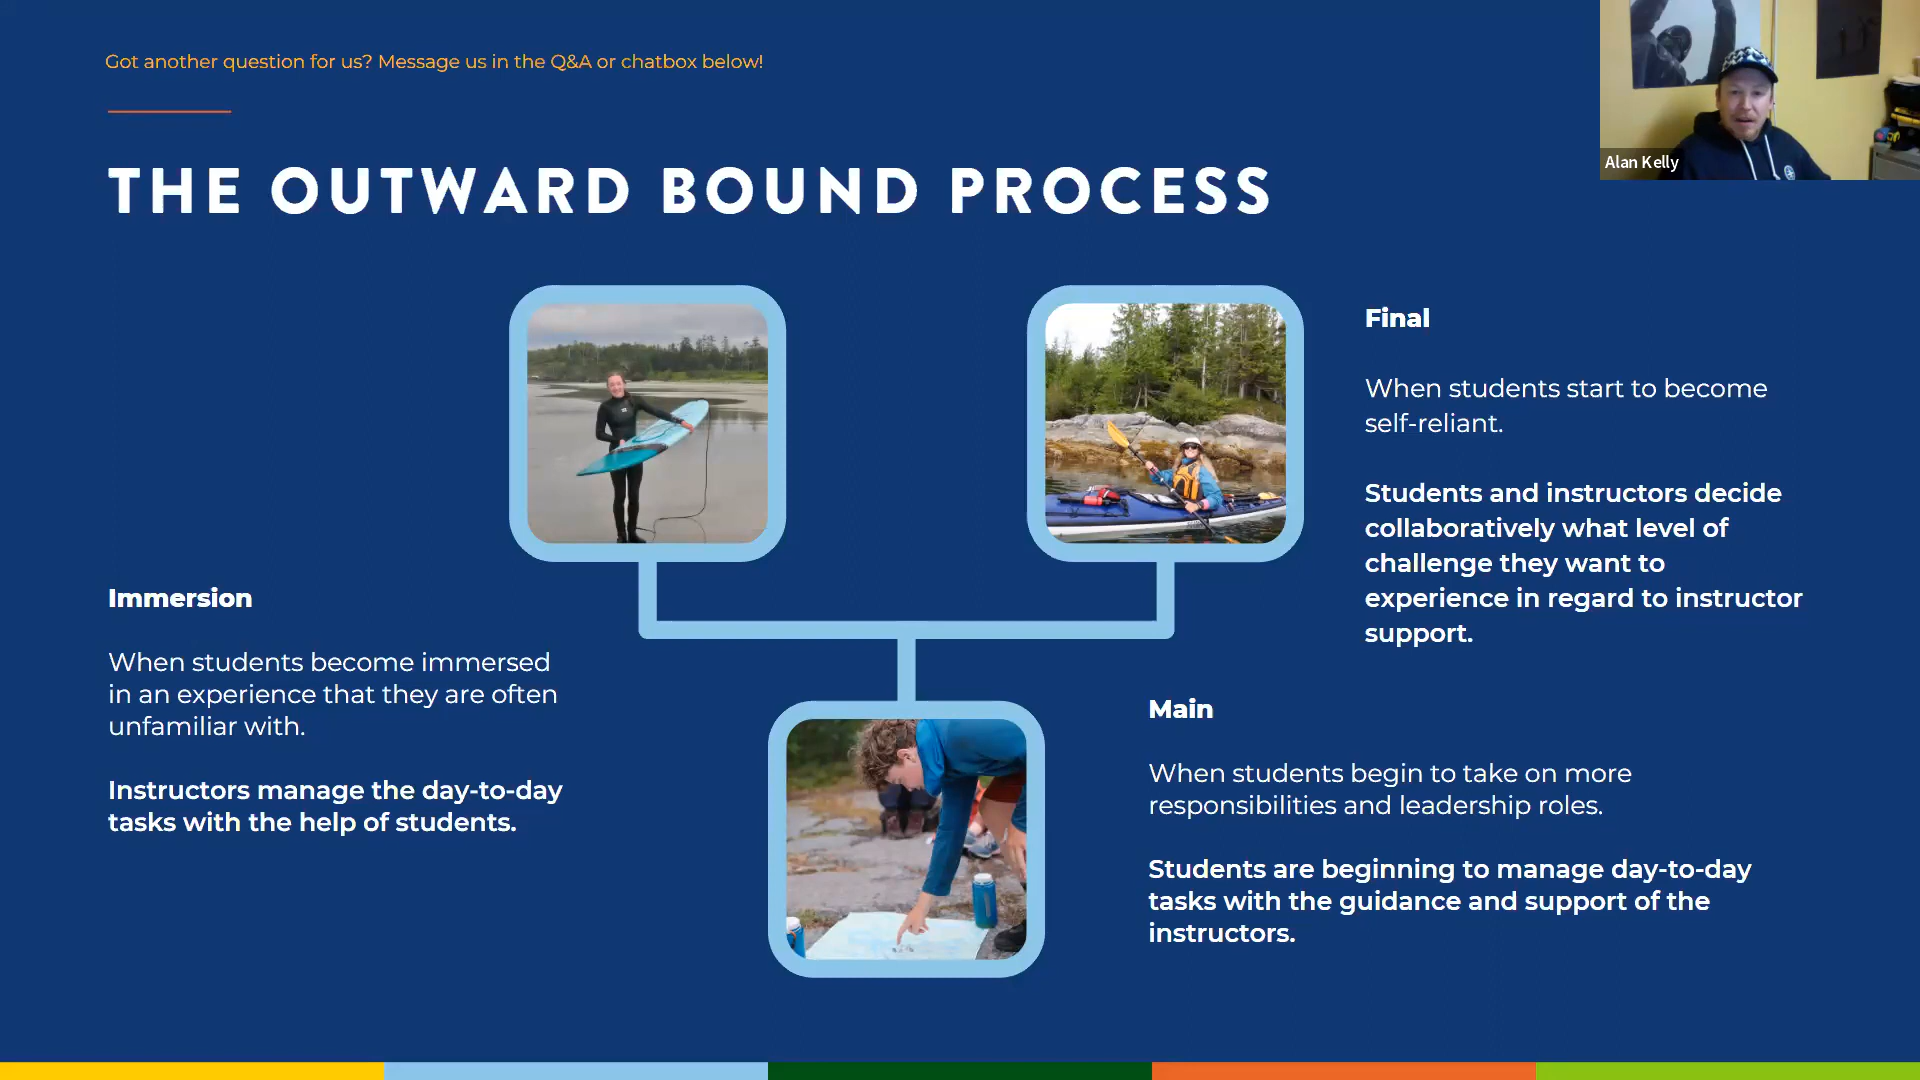 Got another question for us? Message us in the Q&A or chatbox below!
Alan Kelly
THE OUTWARD BOUND PROCESS
Immersion
When students become immersed
in an experience that they are often
unfamiliar with.
Instructors manage the day-to-day
tasks with the help of students.
Main
When students begin to take on more
responsibilities and leadership roles.
Students are beginning to manage day-to-day
tasks with the guidance and support of the
instructors.
Final
When students start to become
self-reliant.
Students and instructors decide
collaboratively what level of
challenge they want to
experience in regard to instructor
support.